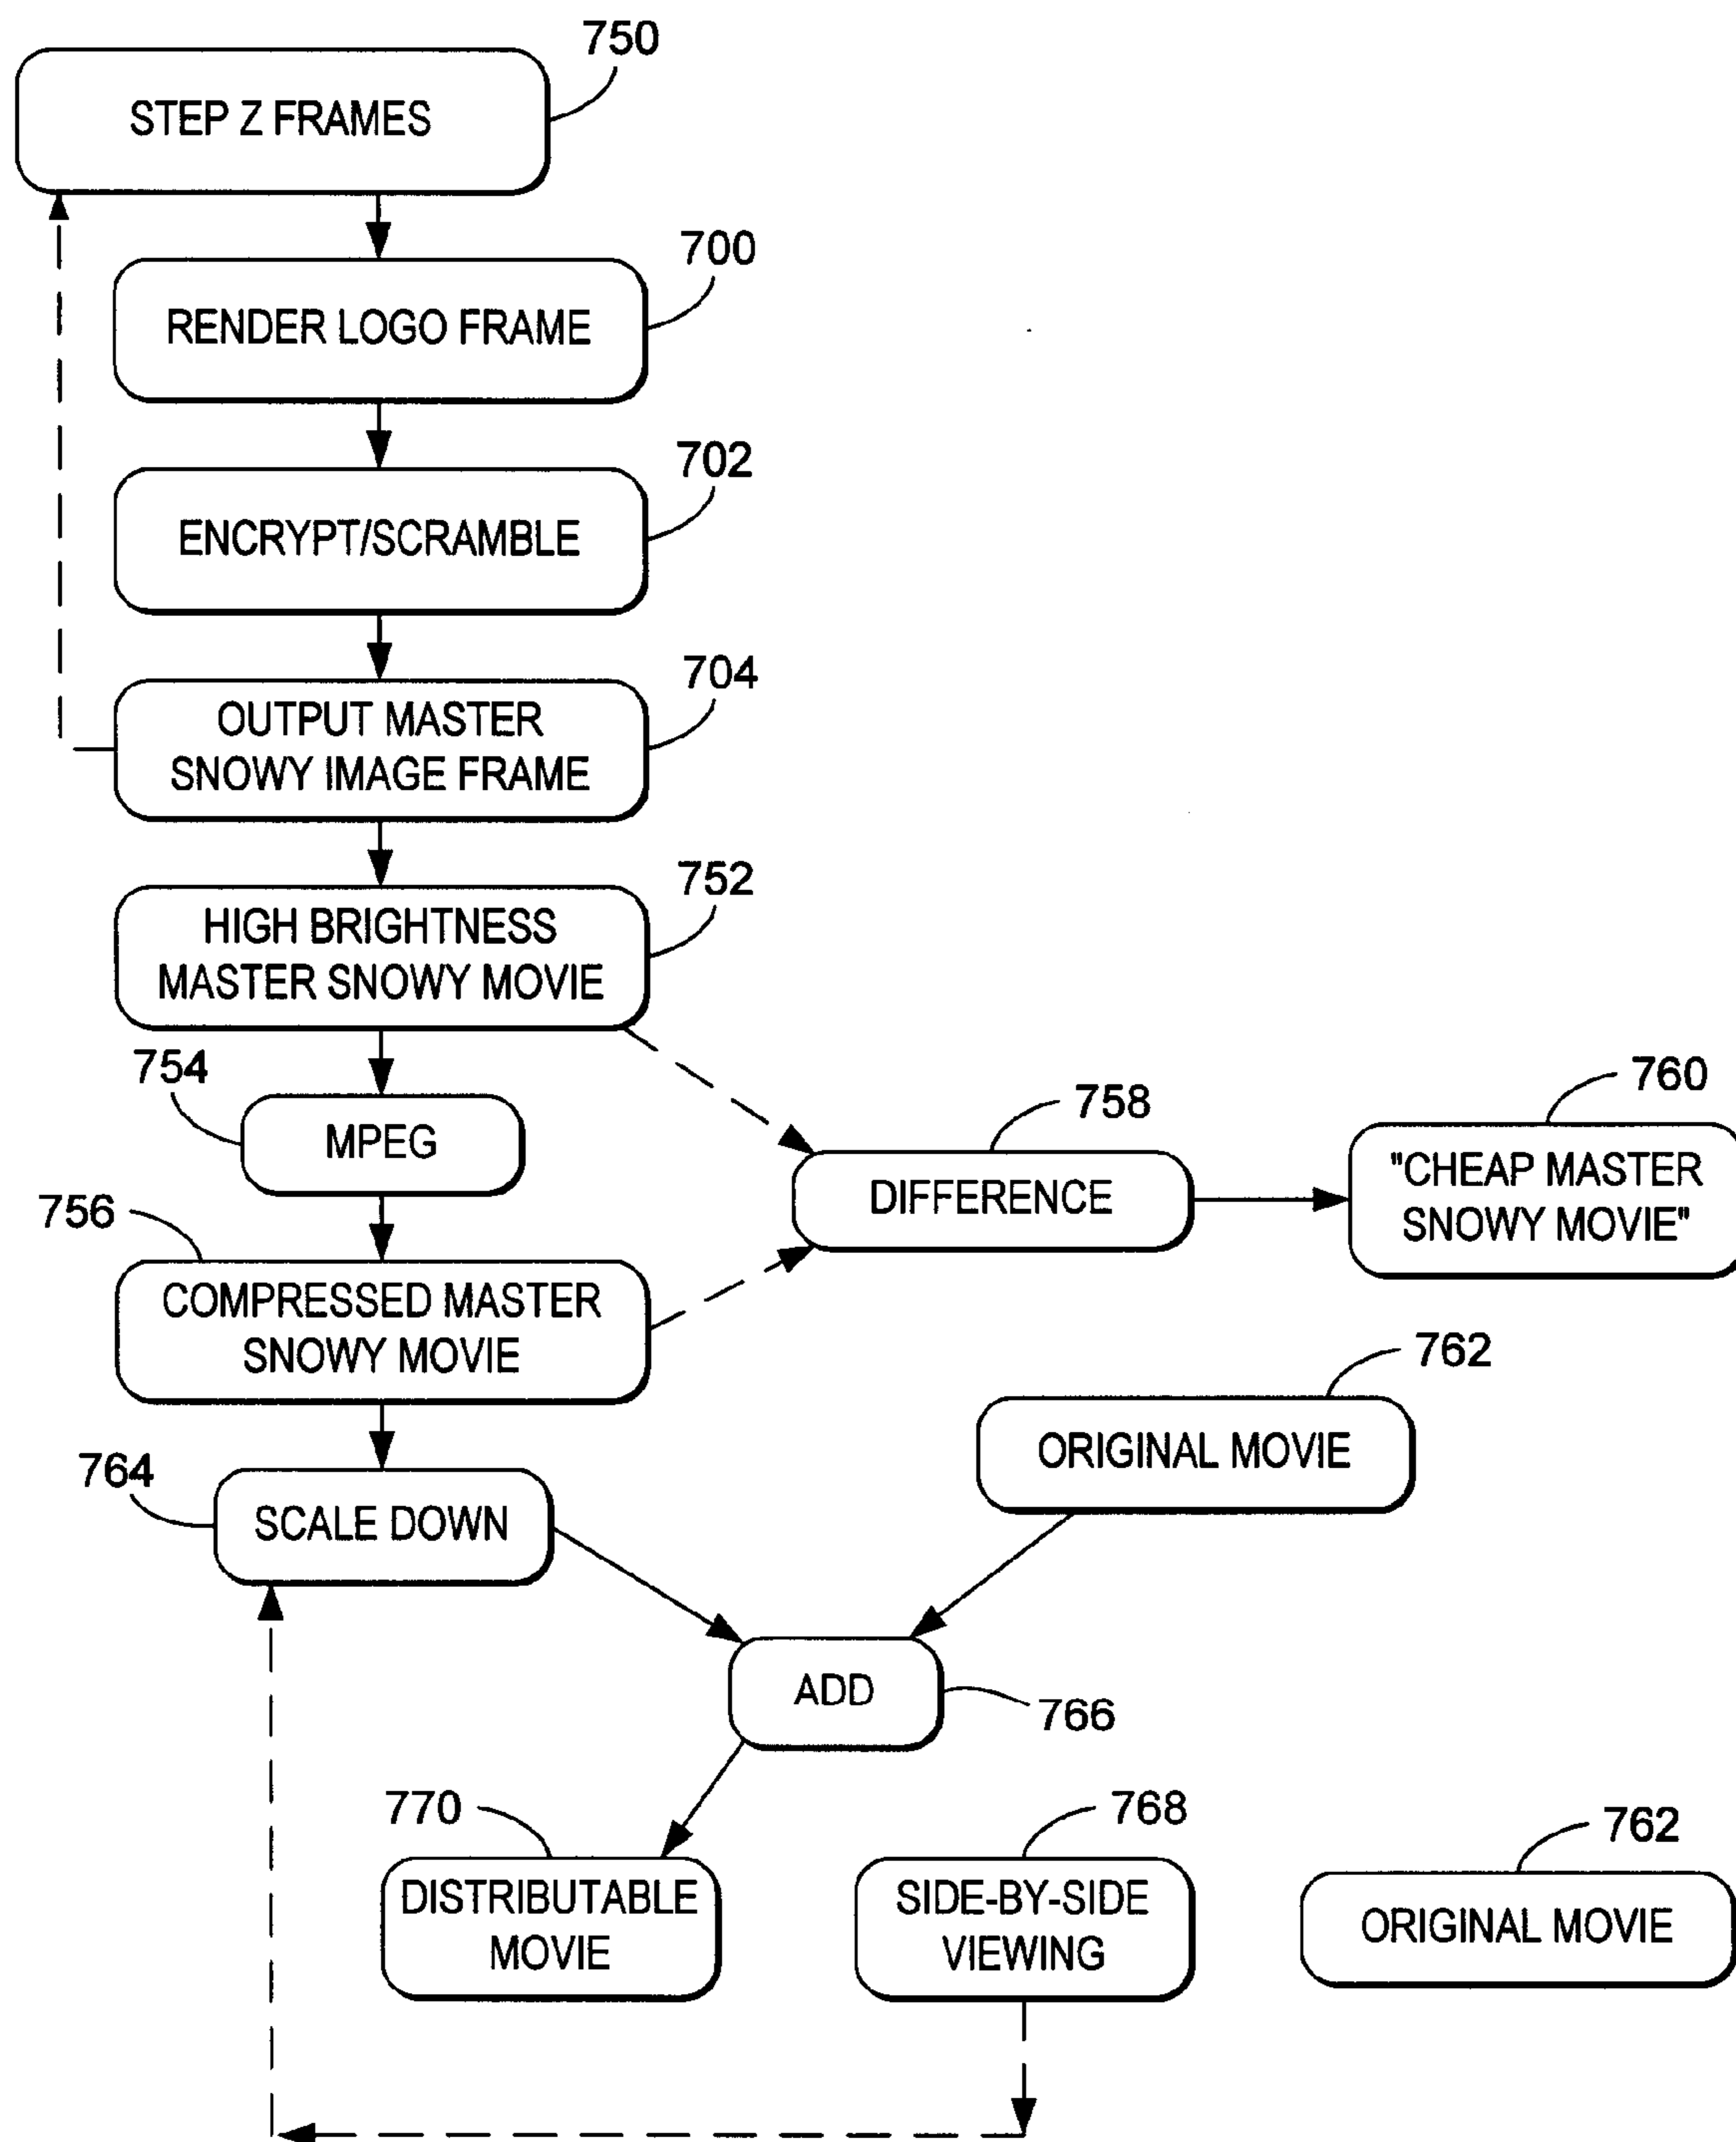 750
STEP Z FRAMES
700
RENDER LOGO FRAME
702
ENCRYPT/SCRAMBLE
704
OUTPUT MASTER
SNOWY IMAGE FRAME
752
HIGH BRIGHTNESS
MASTER SNOWY MOVIE
754
MPEG
758
DIFFERENCE
760
"CHEAP MASTER
SNOWY MOVIE"
756
COMPRESSED MASTER
SNOWY MOVIE
762
ORIGINAL MOVIE
764
SCALE DOWN
ADD
766
770
DISTRIBUTABLE
MOVIE
768
SIDE-BY-SIDE
VIEWING
762
ORIGINAL MOVIE